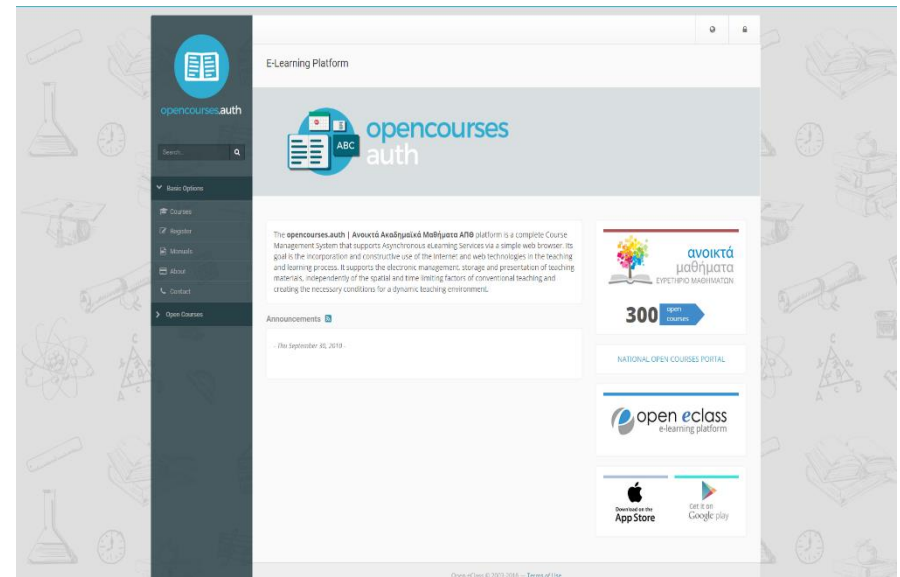 opencourses.auth
Search...
Basic Options
Courses
Register
Manuals
About
Contact
Open Courses
E-Learning Platform
ABC
opencourses
auth
The opencourses.auth | Ανοικτά Ακαδημαϊκά Μαθήματα ΑΠΘ platform is a complete Course
Management System that supports Asynchronous eLearning Services via a simple web browser. Its
goal is the incorporation and constructive use of the Internet and web technologies in the teaching
and learning process. It supports the electronic management, storage and presentation of teaching
materials, independently of the spatial and time limiting factors of conventional teaching and
creating the necessary conditions for a dynamic teaching environment.
Announcements
ανοικτά
μαθήματα
ΕΥΡΕΤΗΡΙΟ ΜΑΘΗΜΑΤΩΝ
300 open
courses
NATIONAL OPEN COURSES PORTAL
open eclass
e-learning platform
Download on the
App Store
Get it on
Google play
Terms of Use